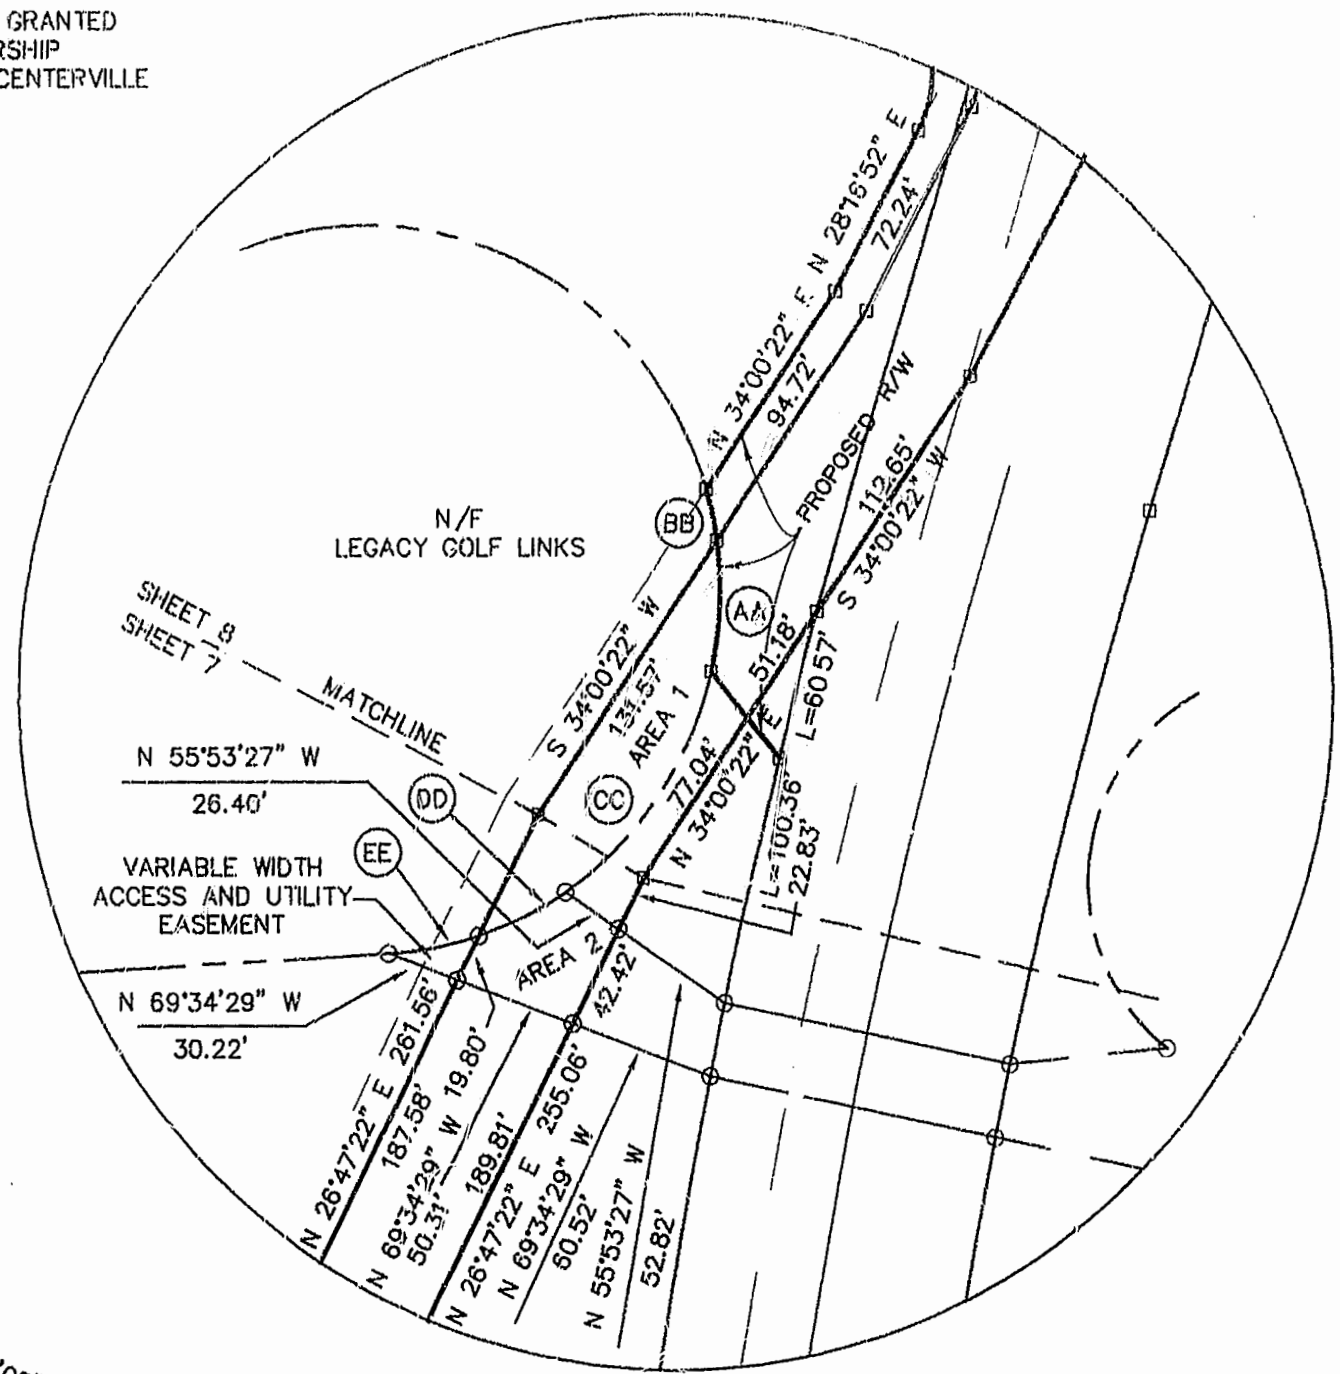 GRANTED
RSHIP
CENTERVILLE
N 28°16'52" E
72.24'
N 34°00'22" E
94.72'
PROPOSED R/W
112.65'
S 34°00'22" W
N/F
LEGACY GOLF LINKS
BB
AA
SHEET 8
SHEET 7
MATCHLINE
S 34°00'22" W
131.57'
AREA 1
51.18'
L=60.57'
77.04'
N 34°00'22" E
L=100.36'
22.83'
N 55°53'27" W
26.40'
DD
CC
EE
VARIABLE WIDTH
ACCESS AND UTILITY
EASEMENT
AREA 2
42.42'
N 69°34'29" W
30.22'
N 26°47'22" E 261.56'
187.58'
19.80'
N 69°34'29" W
50.31'
189.81'
N 26°47'22" E 255.06'
N 69°34'29" W
60.52'
N 55°53'27" W
52.82'